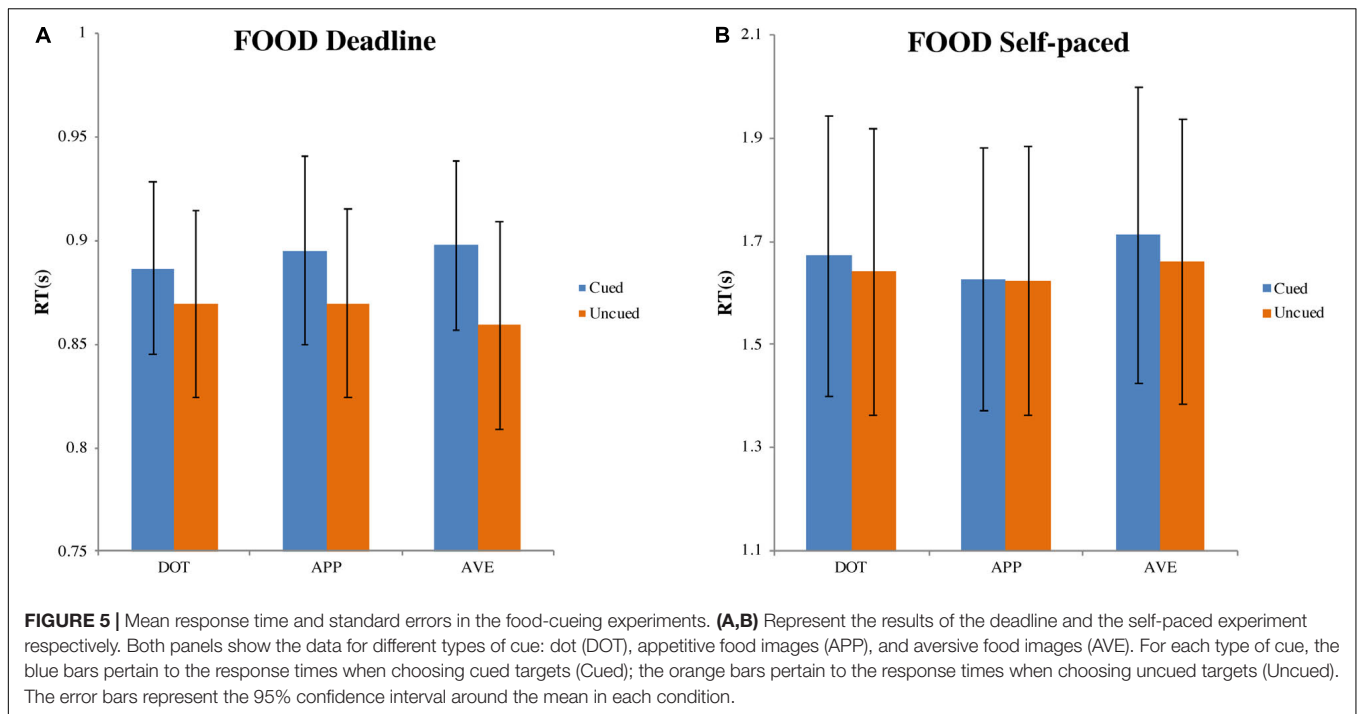 A
FOOD Deadline
1
0.95
0.9
0.85
0.8
0.75
RT(s)
DOT
APP
AVE
Cued
Uncued
B
FOOD Self-paced
2.1
1.9
1.7
1.5
1.3
1.1
RT(s)
DOT
APP
AVE
Cued
Uncued
FIGURE 5 | Mean response time and standard errors in the food-cueing experiments. (A,B) Represent the results of the deadline and the self-paced experiment
respectively. Both panels show the data for different types of cue: dot (DOT), appetitive food images (APP), and aversive food images (AVE). For each type of cue, the
blue bars pertain to the response times when choosing cued targets (Cued); the orange bars pertain to the response times when choosing uncued targets (Uncued).
The error bars represent the 95% confidence interval around the mean in each condition.